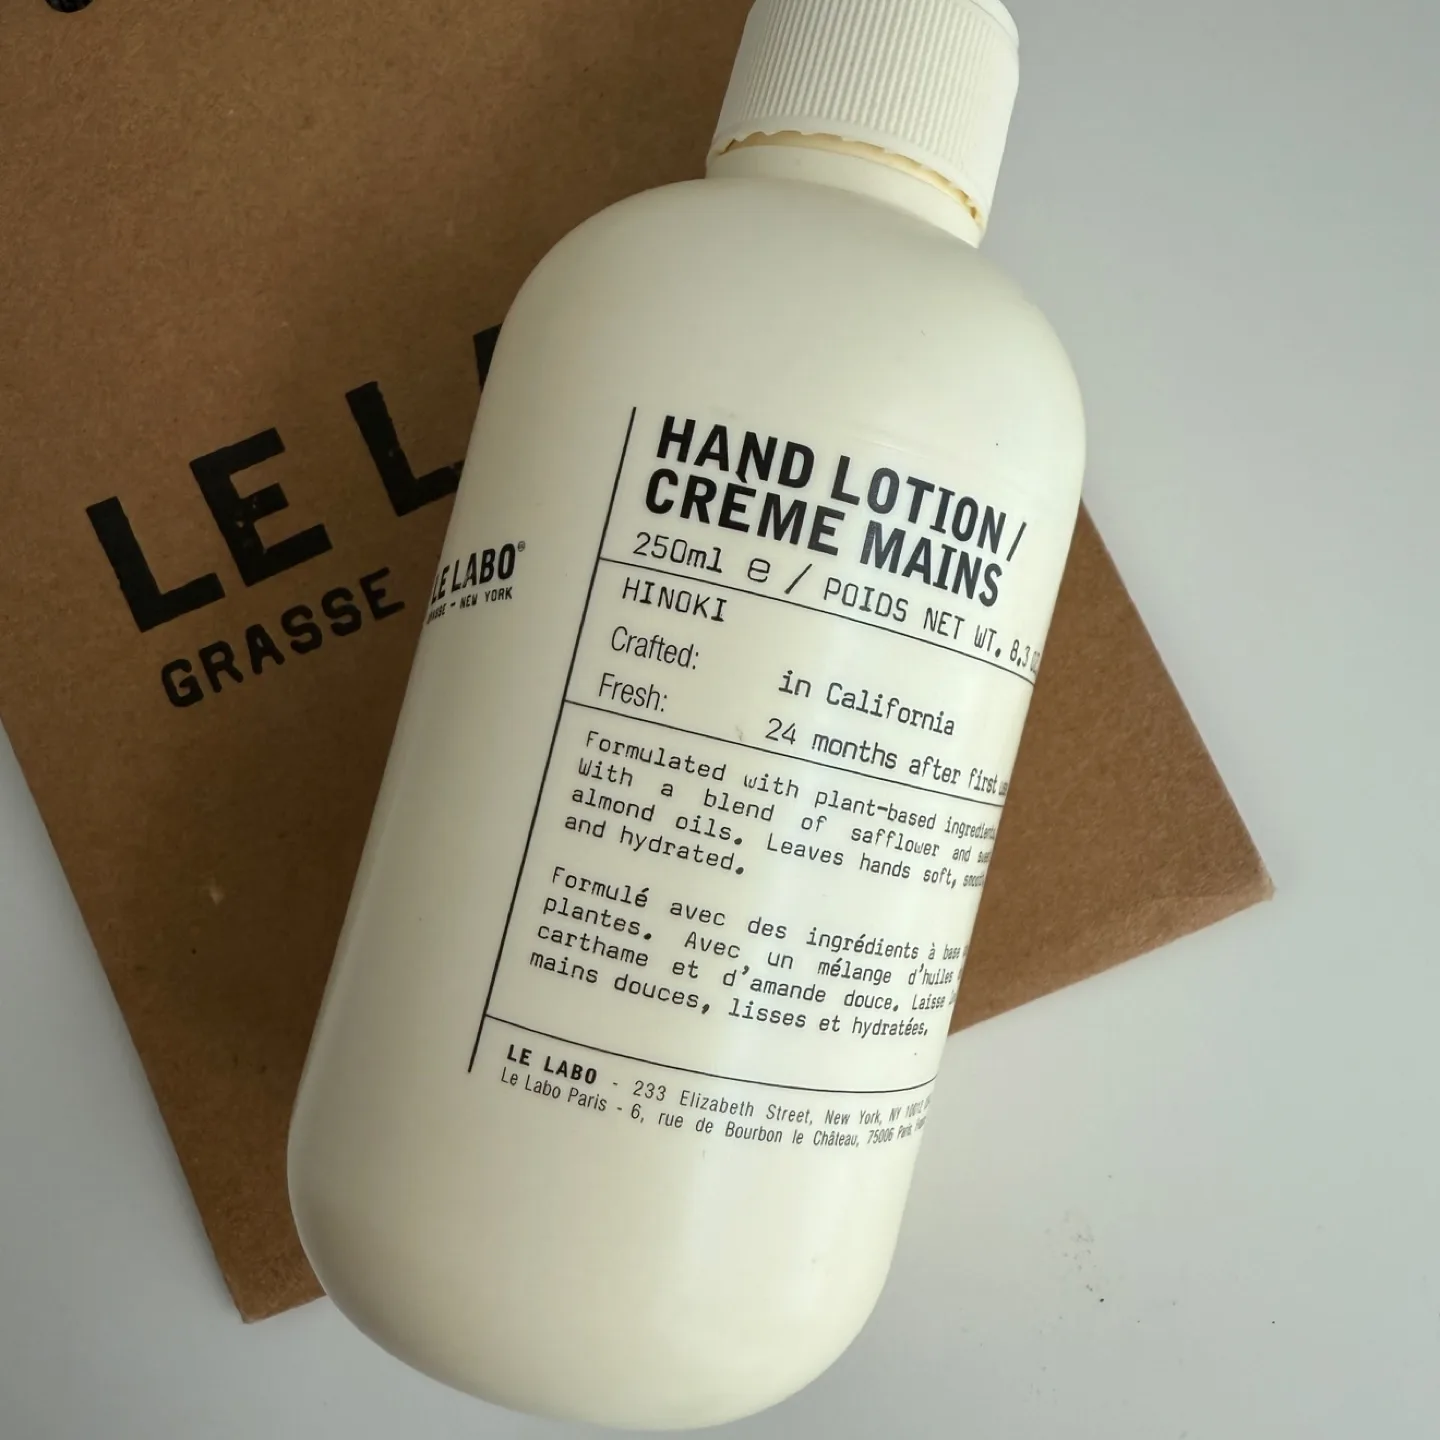 LE L
GRASSE
LE LABO®
NEW YORK
HAND LOTION/
CRÈME MAINS
250ml e / POIDS NET WT. 8.3
HINOKI
Crafted: in California
Fresh: 24 months after first
Formulated with plant-based ingredients.
With a blend of safflower and
almond oils. Leaves hands soft,
and hydrated.
Formulé avec des ingrédients à base
plantes. Avec un mélange d'huiles
carthame et d'amande douce. Laisse
mains douces, lisses et hydratées.
LE LABO - 233 Elizabeth Street, New York, NY 10012
Le Labo Paris - 6, rue de Bourbon le Château, 75006 Paris